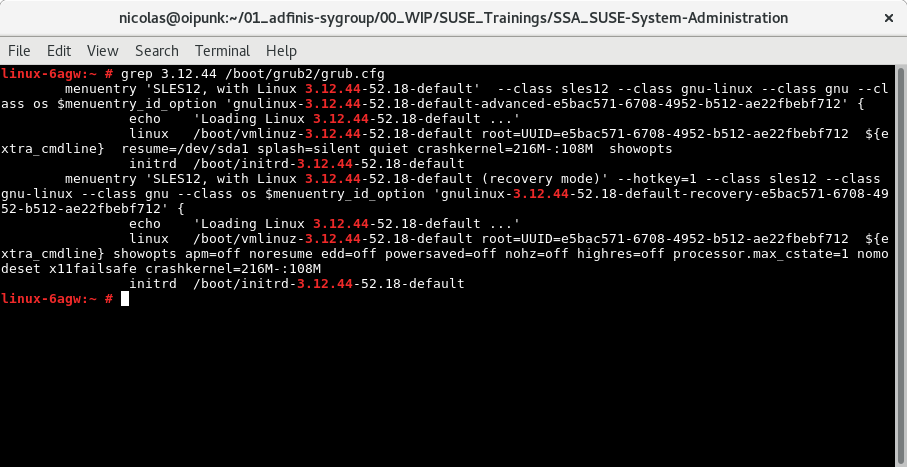 nicolas@oipunk:~/01_adfinis-sygroup/00_WIP/SUSE_Trainings/SSA_SUSE-System-Administration
File Edit View Search Terminal Help
linux-6agw:~ # grep 3.12.44 /boot/grub2/grub.cfg
        menuentry 'SLES12, with Linux 3.12.44-52.18-default'  --class sles12 --class gnu-linux --class gnu --cl
ass os $menuentry_id_option 'gnulinux-3.12.44-52.18-default-advanced-e5bac571-6708-4952-b512-ae22fbebf712' {
                echo    'Loading Linux 3.12.44-52.18-default ...'
                linux   /boot/vmlinuz-3.12.44-52.18-default root=UUID=e5bac571-6708-4952-b512-ae22fbebf712  ${e
xtra_cmdline}  resume=/dev/sda1 splash=silent quiet crashkernel=216M-:108M  showopts
                initrd  /boot/initrd-3.12.44-52.18-default
        menuentry 'SLES12, with Linux 3.12.44-52.18-default (recovery mode)' --hotkey=1 --class sles12 --class
gnu-linux --class gnu --class os $menuentry_id_option 'gnulinux-3.12.44-52.18-default-recovery-e5bac571-6708-49
52-b512-ae22fbebf712' {
                echo    'Loading Linux 3.12.44-52.18-default ...'
                linux   /boot/vmlinuz-3.12.44-52.18-default root=UUID=e5bac571-6708-4952-b512-ae22fbebf712  ${e
xtra_cmdline} showopts apm=off noresume edd=off powersaved=off nohz=off highres=off processor.max_cstate=1 nomo
deset x11failsafe crashkernel=216M-:108M
                initrd  /boot/initrd-3.12.44-52.18-default
linux-6agw:~ #